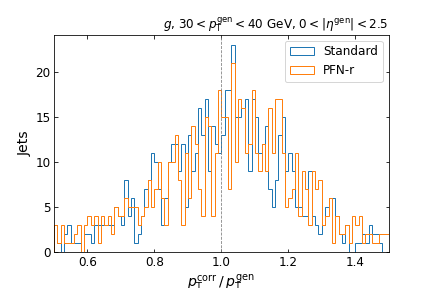 g, 30 < p_T^gen < 40 GeV, 0 < |η^gen| < 2.5
Standard
PFN-r
Jets
20
15
10
5
0
0.6 0.8 1.0 1.2 1.4
p_T^corr / p_T^gen